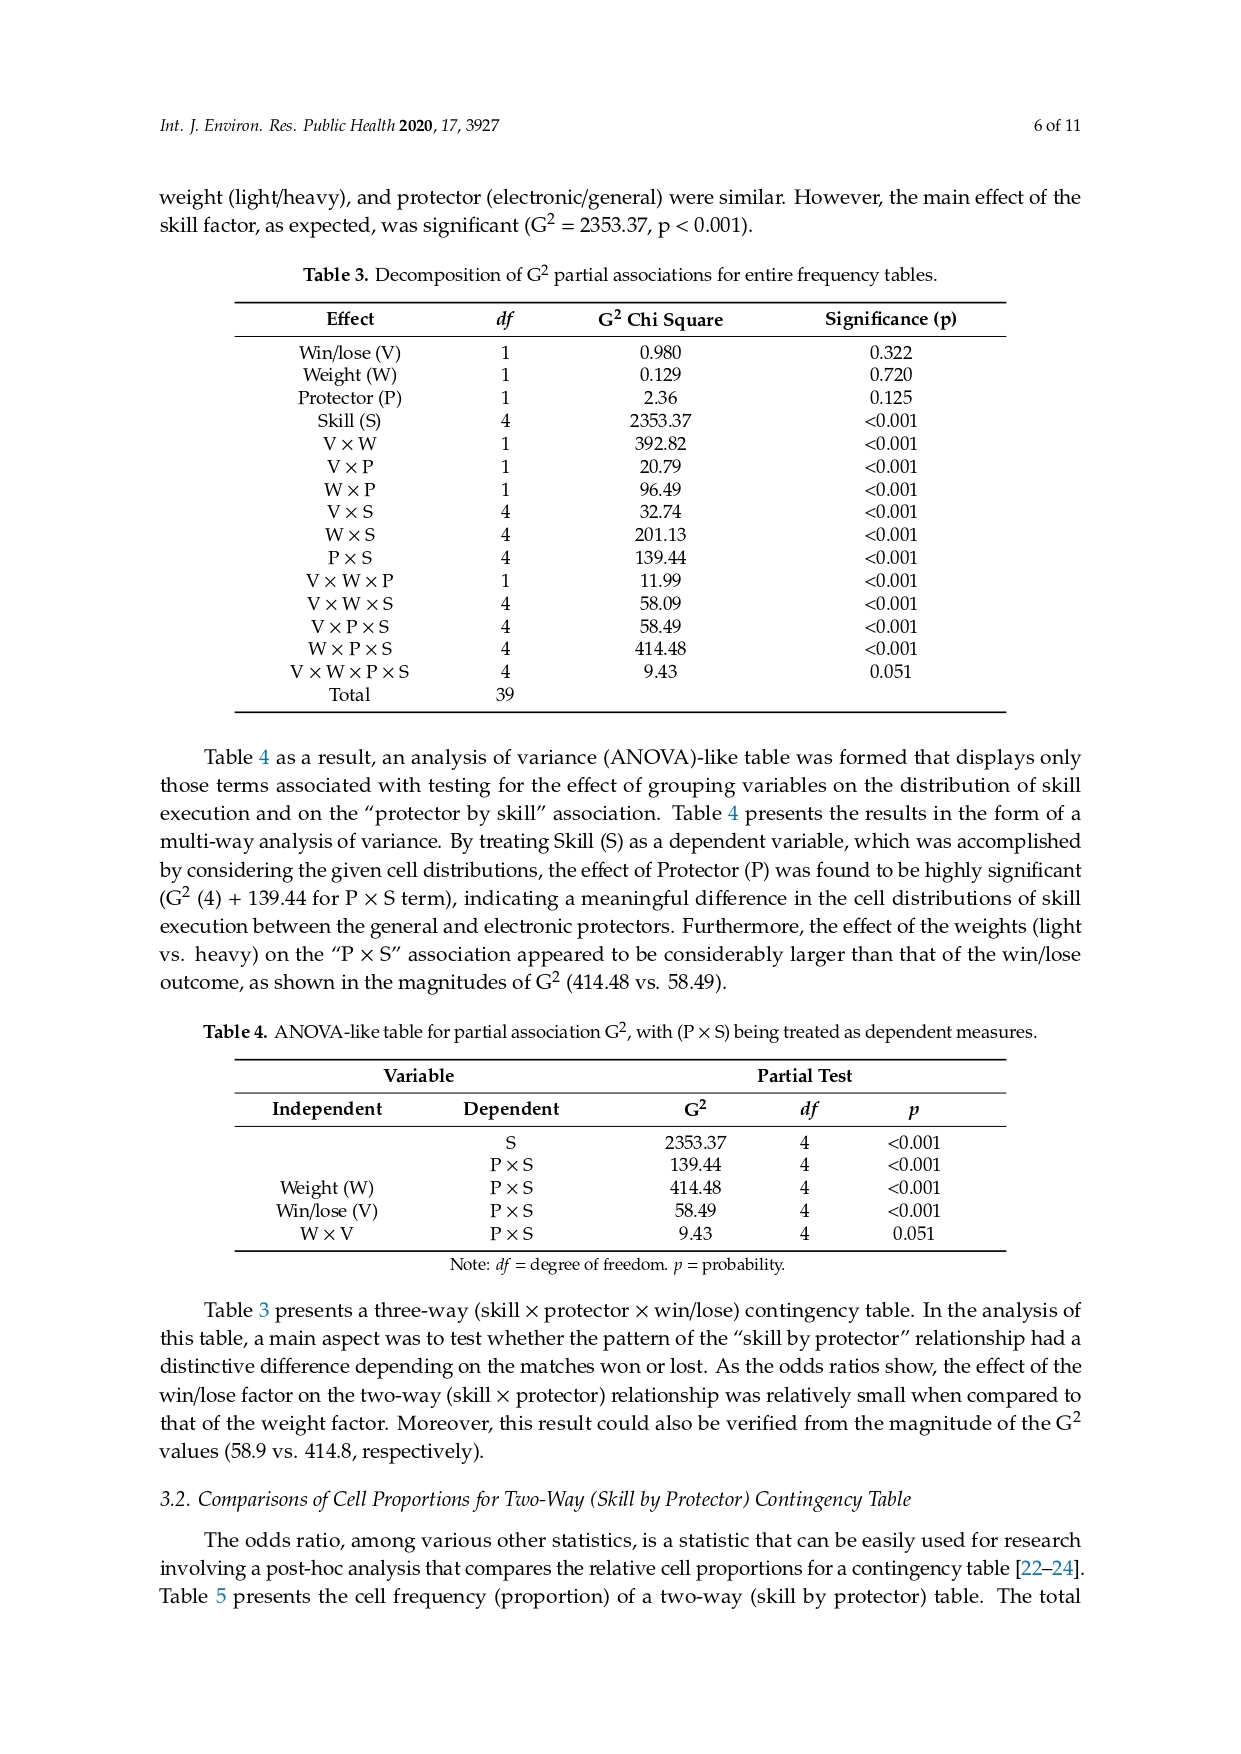 Int. J. Environ. Res. Public Health 2020, 17, 3927 6 of 11
weight (light/heavy), and protector (electronic/general) were similar. However, the main effect of the
skill factor, as expected, was significant (G² = 2353.37, p < 0.001).
Table 3. Decomposition of G² partial associations for entire frequency tables.
Effect df G² Chi Square Significance (p)
Win/lose (V) 1 0.980 0.322
Weight (W) 1 0.129 0.720
Protector (P) 1 2.36 0.125
Skill (S) 4 2353.37 <0.001
V × W 1 392.82 <0.001
V × P 1 20.79 <0.001
W × P 1 96.49 <0.001
V × S 4 32.74 <0.001
W × S 4 201.13 <0.001
P × S 4 139.44 <0.001
V × W × P 1 11.99 <0.001
V × W × S 4 58.09 <0.001
V × P × S 4 58.49 <0.001
W × P × S 4 414.48 <0.001
V × W × P × S 4 9.43 0.051
Total 39
Table 4 as a result, an analysis of variance (ANOVA)-like table was formed that displays only
those terms associated with testing for the effect of grouping variables on the distribution of skill
execution and on the “protector by skill” association. Table 4 presents the results in the form of a
multi-way analysis of variance. By treating Skill (S) as a dependent variable, which was accomplished
by considering the given cell distributions, the effect of Protector (P) was found to be highly significant
(G² (4) + 139.44 for P × S term), indicating a meaningful difference in the cell distributions of skill
execution between the general and electronic protectors. Furthermore, the effect of the weights (light
vs. heavy) on the “P × S” association appeared to be considerably larger than that of the win/lose
outcome, as shown in the magnitudes of G² (414.48 vs. 58.49).
Table 4. ANOVA-like table for partial association G², with (P × S) being treated as dependent measures.
Variable Partial Test
Independent Dependent G² df p
S 2353.37 4 <0.001
P × S 139.44 4 <0.001
Weight (W) P × S 414.48 4 <0.001
Win/lose (V) P × S 58.49 4 <0.001
W × V P × S 9.43 4 0.051
Note: df = degree of freedom. p = probability.
Table 3 presents a three-way (skill × protector × win/lose) contingency table. In the analysis of
this table, a main aspect was to test whether the pattern of the “skill by protector” relationship had a
distinctive difference depending on the matches won or lost. As the odds ratios show, the effect of the
win/lose factor on the two-way (skill × protector) relationship was relatively small when compared to
that of the weight factor. Moreover, this result could also be verified from the magnitude of the G²
values (58.9 vs. 414.8, respectively).
3.2. Comparisons of Cell Proportions for Two-Way (Skill by Protector) Contingency Table
The odds ratio, among various other statistics, is a statistic that can be easily used for research
involving a post-hoc analysis that compares the relative cell proportions for a contingency table [22–24].
Table 5 presents the cell frequency (proportion) of a two-way (skill by protector) table. The total